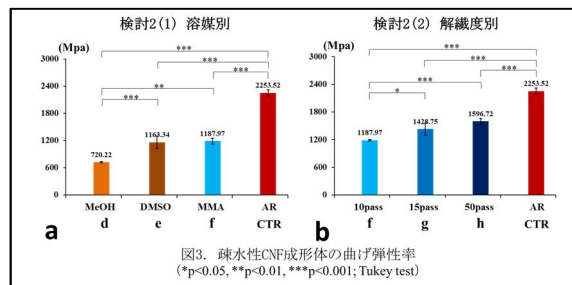 検討2(1) 溶媒別
(Mpa)
3000
2400
1800
1200
600
0
***
***
***
**
***
720.22
1163.34
1187.97
2253.52
MeOH DMSO MMA AR
d e f CTR
a
検討2(2) 解繊度別
(Mpa)
3000
2400
1800
1200
600
0
***
***
***
***
*
1187.97
1428.75
1596.72
2253.52
10pass 15pass 50pass AR
f g h CTR
b
図3. 疎水性CNF成形体の曲げ弾性率
(*p<0.05, **p<0.01, ***p<0.001; Tukey test)